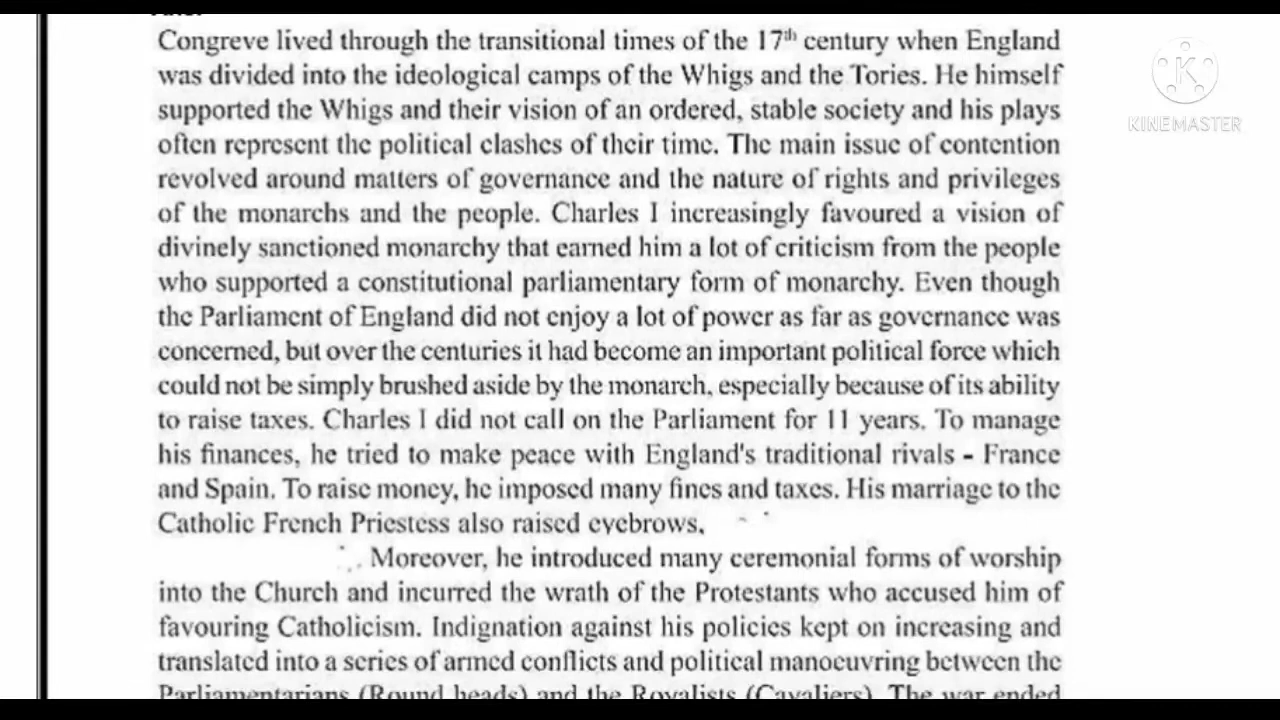 Congreve lived through the transitional times of the 17th century when England
was divided into the ideological camps of the Whigs and the Tories. He himself
supported the Whigs and their vision of an ordered, stable society and his plays
often represent the political clashes of their time. The main issue of contention
revolved around matters of governance and the nature of rights and privileges
of the monarchs and the people. Charles I increasingly favoured a vision of
divinely sanctioned monarchy that earned him a lot of criticism from the people
who supported a constitutional parliamentary form of monarchy. Even though
the Parliament of England did not enjoy a lot of power as far as governance was
concerned, but over the centuries it had become an important political force which
could not be simply brushed aside by the monarch, especially because of its ability
to raise taxes. Charles I did not call on the Parliament for 11 years. To manage
his finances, he tried to make peace with England's traditional rivals - France
and Spain. To raise money, he imposed many fines and taxes. His marriage to the
Catholic French Priestess also raised eyebrows.
Moreover, he introduced many ceremonial forms of worship
into the Church and incurred the wrath of the Protestants who accused him of
favouring Catholicism. Indignation against his policies kept on increasing and
translated into a series of armed conflicts and political manoeuvring between the
Parliamentarians (Round heads) and the Royalists (Cavaliers). The war ended
K
KINEMASTER